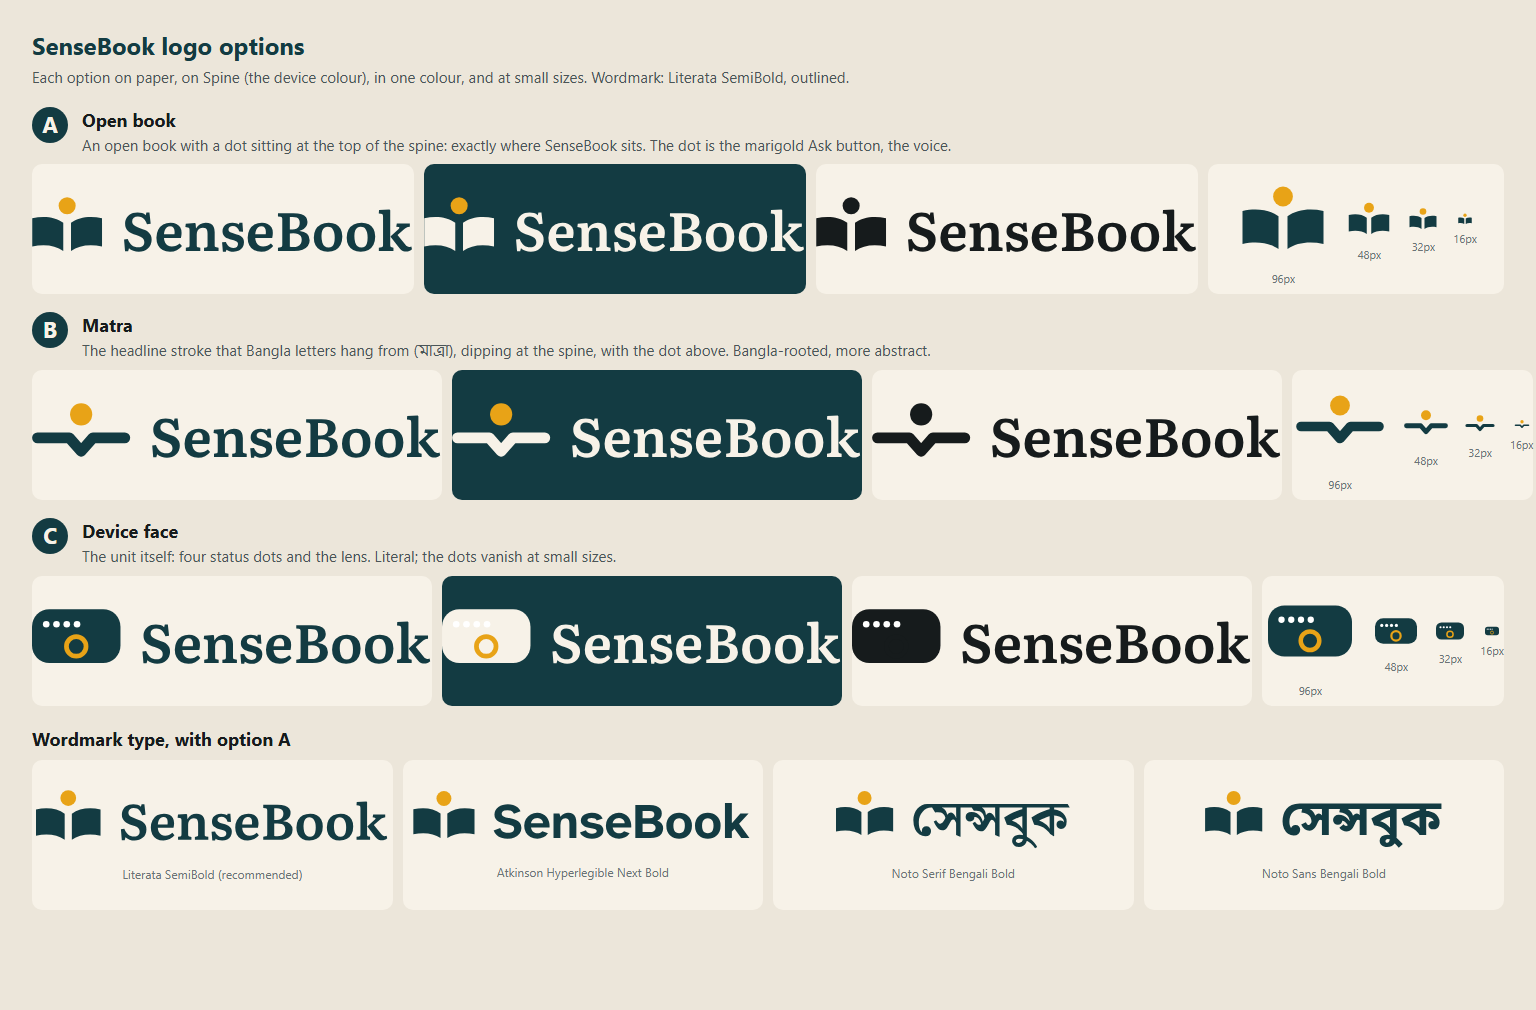 SenseBook logo options
Each option on paper, on Spine (the device colour), in one colour, and at small sizes. Wordmark: Literata SemiBold, outlined.
A
Open book
An open book with a dot sitting at the top of the spine: exactly where SenseBook sits. The dot is the marigold Ask button, the voice.
SenseBook SenseBook SenseBook
96px 48px 32px 16px
B
Matra
The headline stroke that Bangla letters hang from (মাত্রা), dipping at the spine, with the dot above. Bangla-rooted, more abstract.
SenseBook SenseBook SenseBook
96px 48px 32px 16px
C
Device face
The unit itself: four status dots and the lens. Literal; the dots vanish at small sizes.
SenseBook SenseBook SenseBook
96px 48px 32px 16px
Wordmark type, with option A
SenseBook SenseBook সেন্সবুক সেন্সবুক
Literata SemiBold (recommended) Atkinson Hyperlegible Next Bold Noto Serif Bengali Bold Noto Sans Bengali Bold